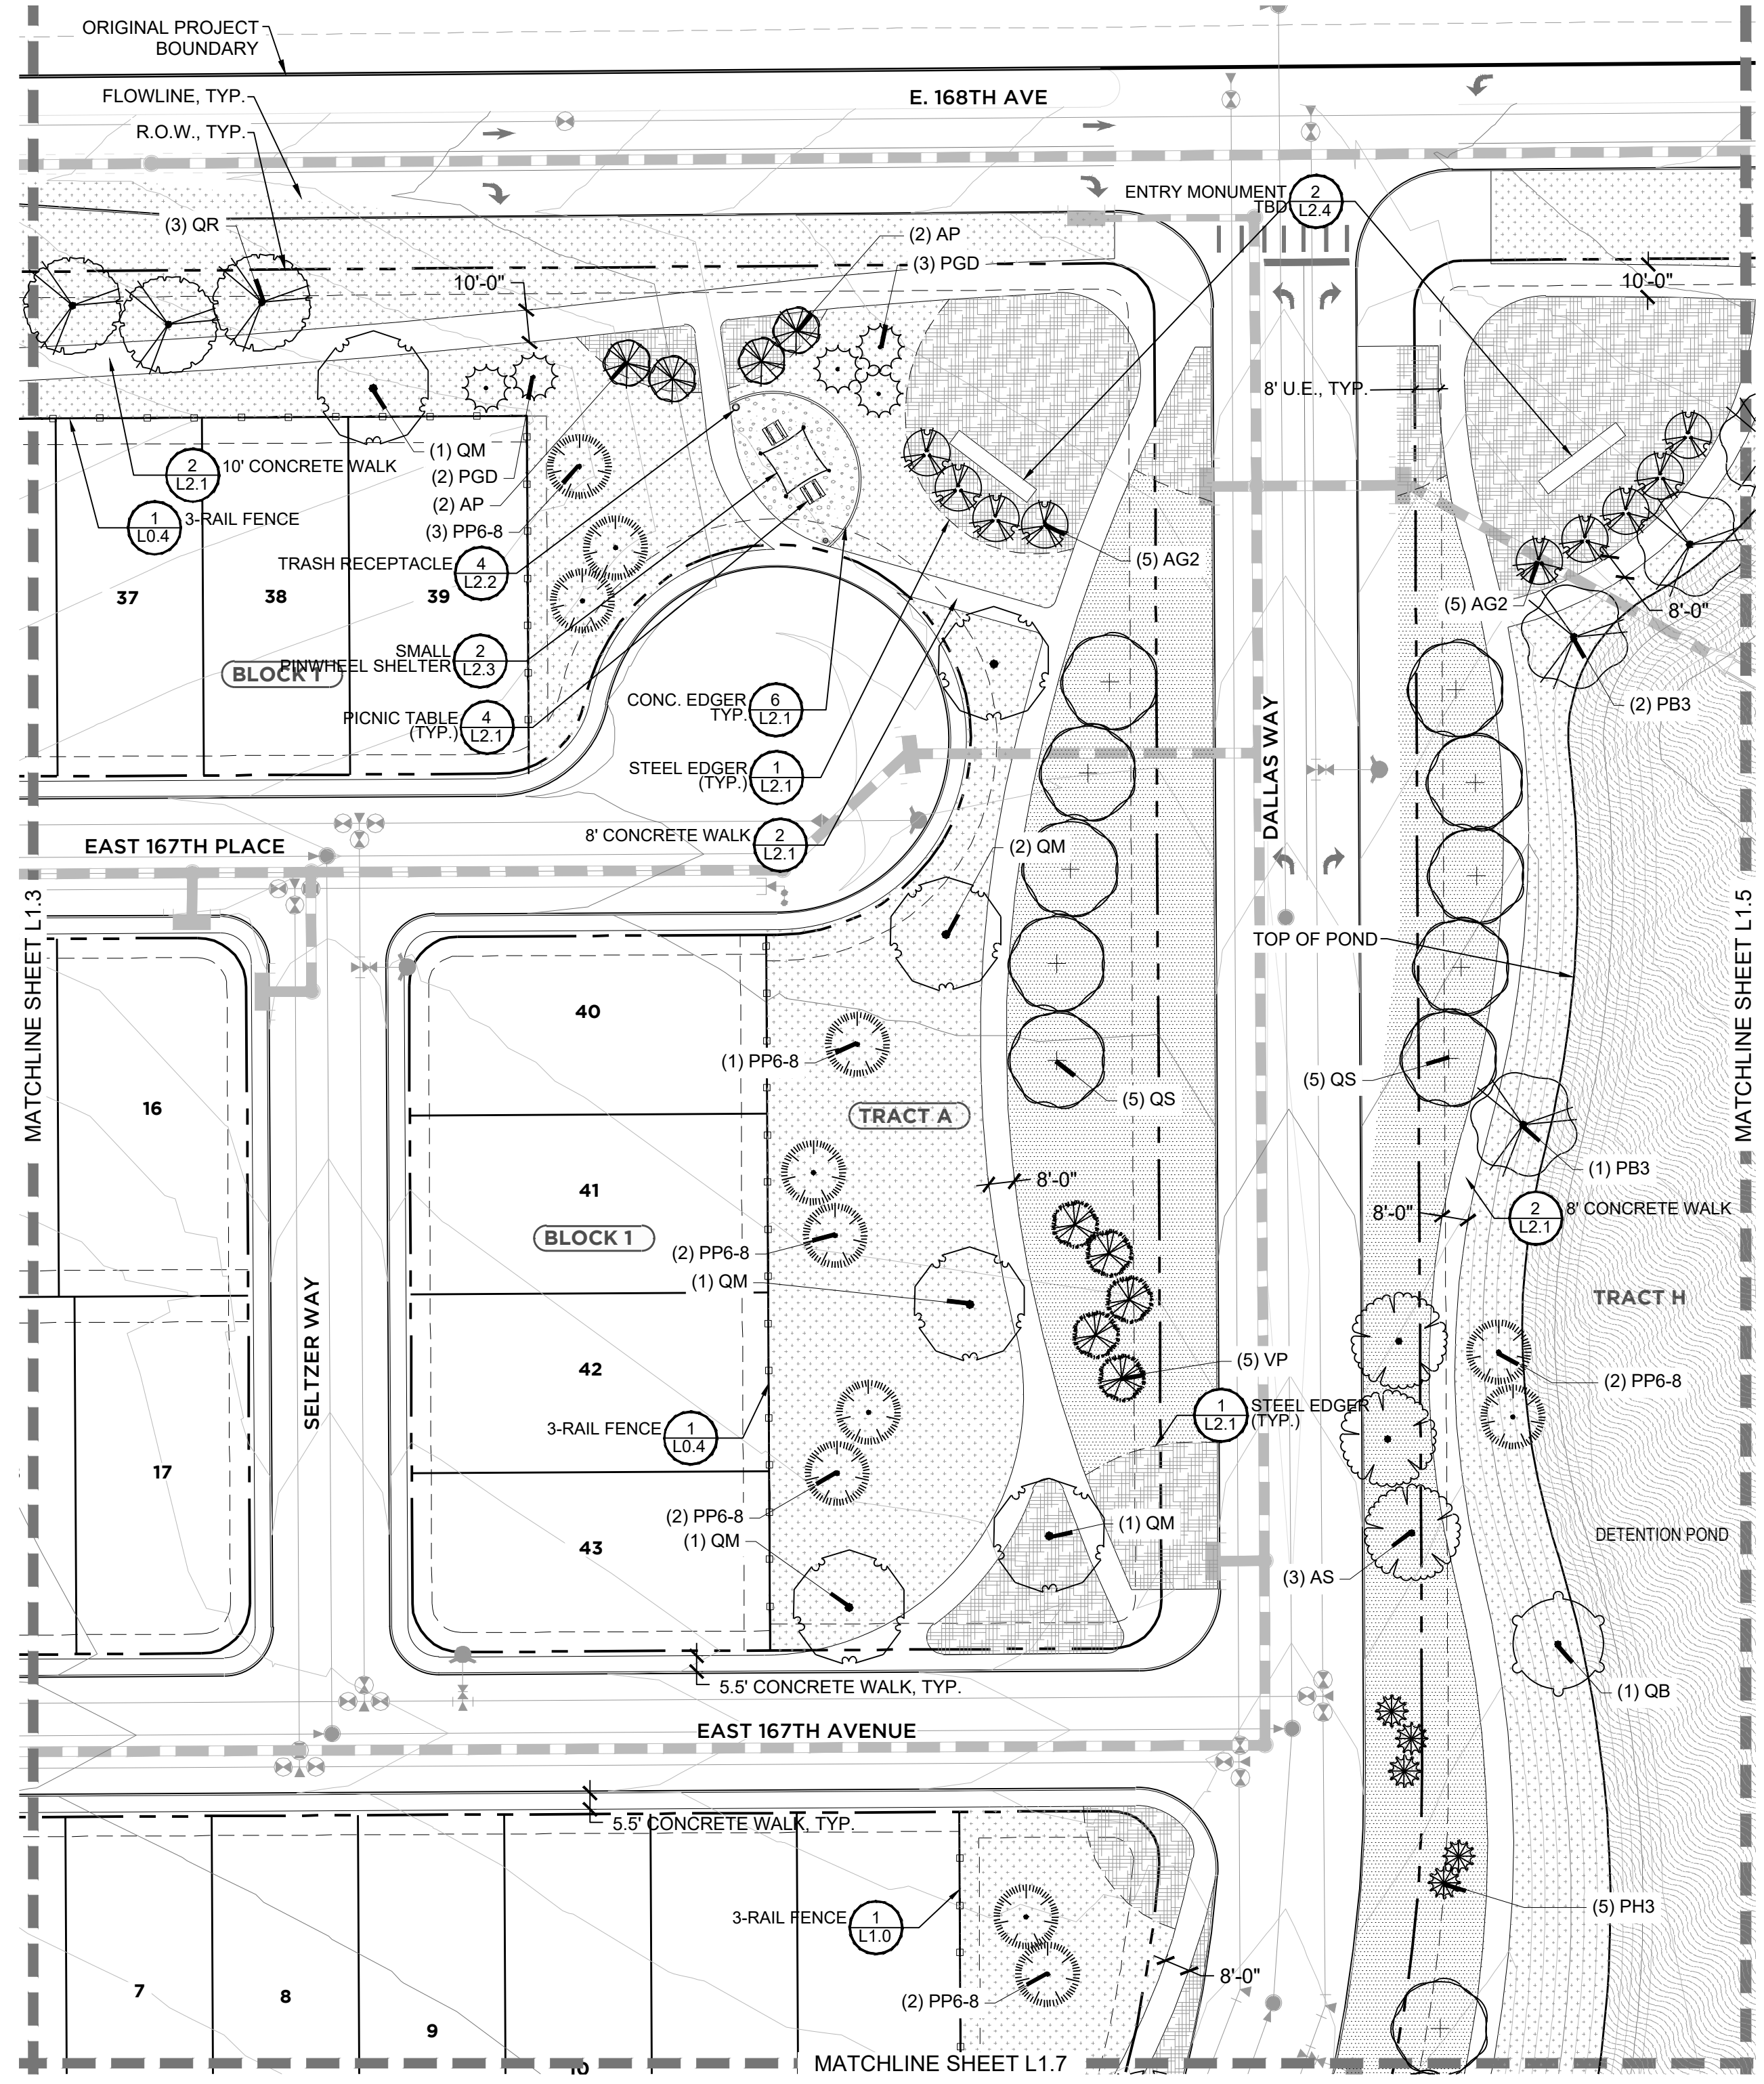 ORIGINAL PROJECT
BOUNDARY
FLOWLINE, TYP.
R.O.W., TYP.
E. 168TH AVE
ENTRY MONUMENT
TBD
2
L2.4
(3) QR
(2) AP
(3) PGD
10'-0"
10'-0"
8' U.E., TYP.
(1) QM
(2) PGD
(2) AP
(3) PP6-8
2
L2.1
10' CONCRETE WALK
1
L0.4
3-RAIL FENCE
TRASH RECEPTACLE
4
L2.2
37
38
39
(5) AG2
(5) AG2
8'-0"
SMALL
PINWHEEL SHELTER
2
L2.3
BLOCK 1
PICNIC TABLE
(TYP.)
4
L2.1
CONC. EDGER
TYP.
6
L2.1
STEEL EDGER
(TYP.)
1
L2.1
8' CONCRETE WALK
2
L2.1
(2) PB3
DALLAS WAY
EAST 167TH PLACE
(2) QM
TOP OF POND
MATCHLINE SHEET L1.3
MATCHLINE SHEET L1.5
40
(1) PP6-8
TRACT A
(5) QS
(5) QS
16
41
8'-0"
(1) PB3
BLOCK 1
(2) PP6-8
(1) QM
8'-0"
2
L2.1
8' CONCRETE WALK
TRACT H
SELTZER WAY
42
(5) VP
(2) PP6-8
3-RAIL FENCE
1
L0.4
1
L2.1
STEEL EDGER
(TYP.)
17
(2) PP6-8
(1) QM
43
(1) QM
DETENTION POND
(3) AS
5.5' CONCRETE WALK, TYP.
(1) QB
EAST 167TH AVENUE
5.5' CONCRETE WALK, TYP.
3-RAIL FENCE
1
L1.0
(5) PH3
8'-0"
(2) PP6-8
7
8
9
10
MATCHLINE SHEET L1.7